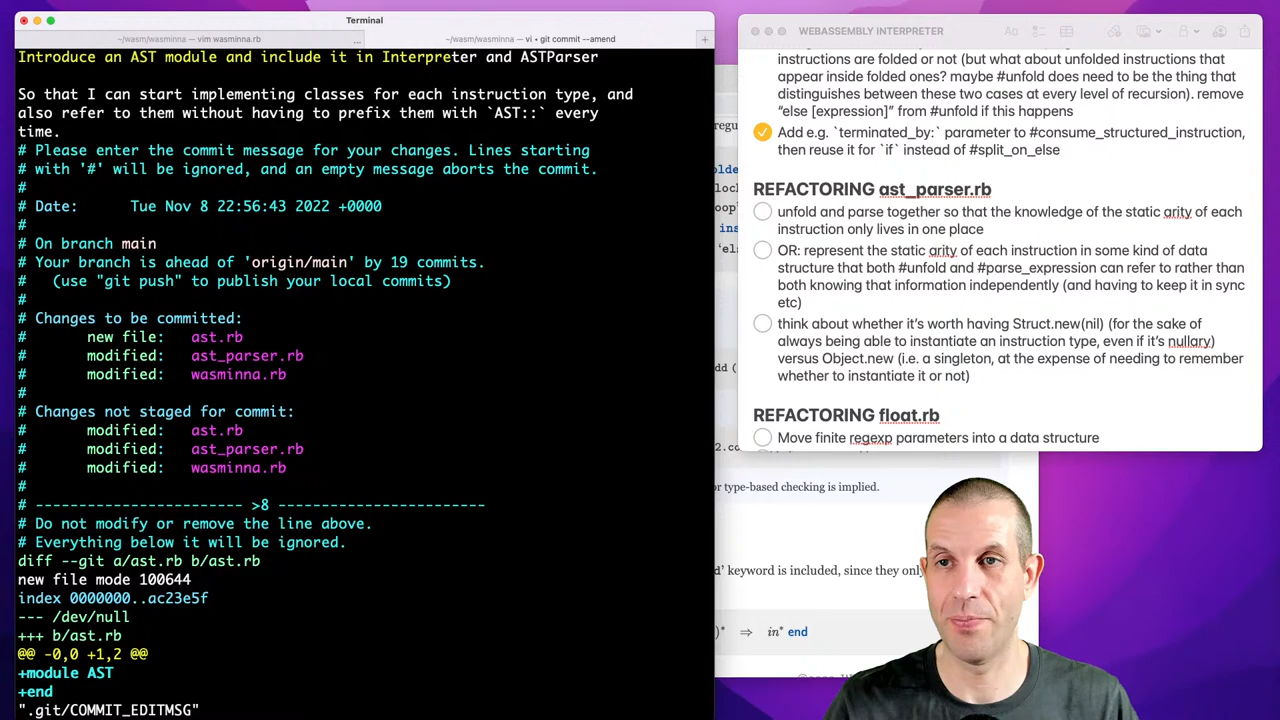 Terminal
~/wasm/wasminna — vim wasminna.rb
...
~/wasm/wasminna — vi • git commit --amend
+
Introduce an AST module and include it in Interpreter and ASTParser
So that I can start implementing classes for each instruction type, and
also refer to them without having to prefix them with `AST::` every
time.
# Please enter the commit message for your changes. Lines starting
# with '#' will be ignored, and an empty message aborts the commit.
#
# Date:      Tue Nov 8 22:56:43 2022 +0000
#
# On branch main
# Your branch is ahead of 'origin/main' by 19 commits.
#   (use "git push" to publish your local commits)
#
# Changes to be committed:
#       new file:   ast.rb
#       modified:   ast_parser.rb
#       modified:   wasminna.rb
#
# Changes not staged for commit:
#       modified:   ast.rb
#       modified:   ast_parser.rb
#       modified:   wasminna.rb
#
# ------------------------ >8 ------------------------
# Do not modify or remove the line above.
# Everything below it will be ignored.
diff --git a/ast.rb b/ast.rb
new file mode 100644
index 0000000..ac23e5f
--- /dev/null
+++ b/ast.rb
@@ -0,0 +1,2 @@
+module AST
+end
".git/COMMIT_EDITMSG"
WEBASSEMBLY INTERPRETER
Aa
instructions are folded or not (but what about unfolded instructions that
appear inside folded ones? maybe #unfold does need to be the thing that
distinguishes between these two cases at every level of recursion). remove
“else [expression]” from #unfold if this happens
Add e.g. `terminated_by:` parameter to #consume_structured_instruction,
then reuse it for `if` instead of #split_on_else
REFACTORING ast_parser.rb
unfold and parse together so that the knowledge of the static arity of each
instruction only lives in one place
OR: represent the static arity of each instruction in some kind of data
structure that both #unfold and #parse_expression can refer to rather than
both knowing that information independently (and having to keep it in sync
etc)
think about whether it’s worth having Struct.new(nil) (for the sake of
always being able to instantiate an instruction type, even if it’s nullary)
versus Object.new (i.e. a singleton, at the expense of needing to remember
whether to instantiate it or not)
REFACTORING float.rb
Move finite regexp parameters into a data structure
regu
olde
loc
oop
ins
‘els
dd (
2.co
or type-based checking is implied.
d’ keyword is included, since they only
)* ⇒ in* end